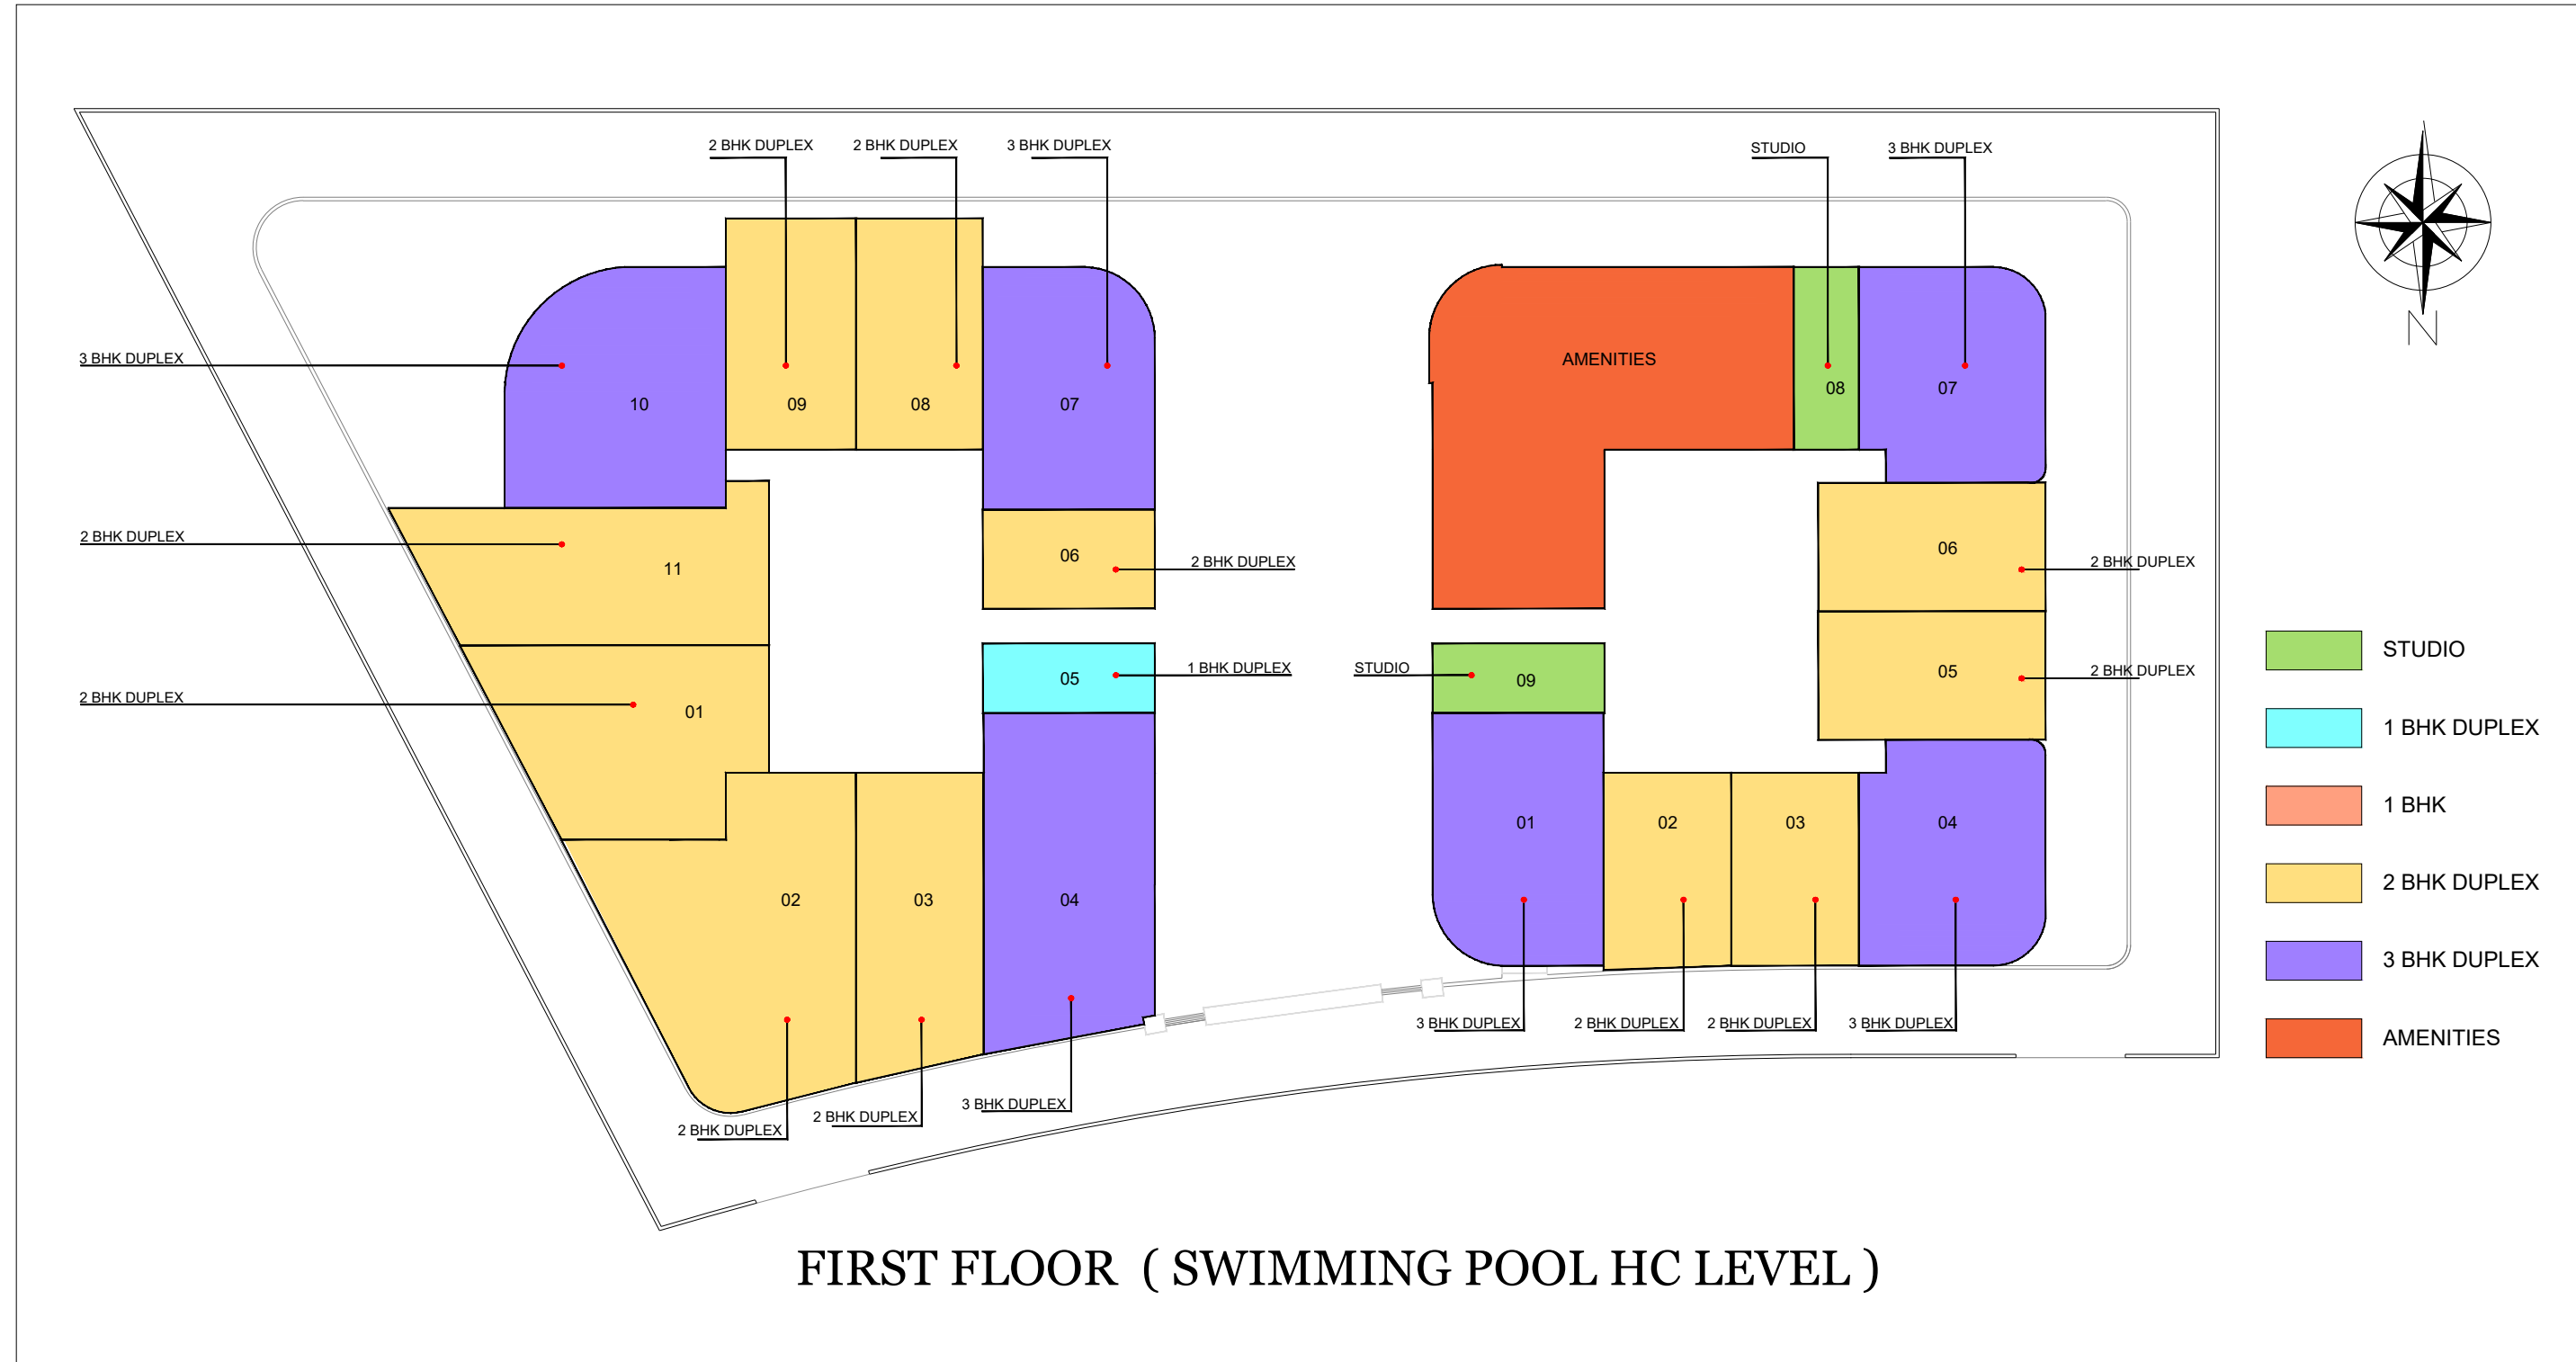 2 BHK DUPLEX
2 BHK DUPLEX
3 BHK DUPLEX
STUDIO
3 BHK DUPLEX
N
3 BHK DUPLEX
10
09
08
07
AMENITIES
08
07
2 BHK DUPLEX
11
06
2 BHK DUPLEX
06
2 BHK DUPLEX
2 BHK DUPLEX
01
05
1 BHK DUPLEX
STUDIO
09
05
2 BHK DUPLEX
02
03
04
01
02
03
04
3 BHK DUPLEX
2 BHK DUPLEX
2 BHK DUPLEX
3 BHK DUPLEX
2 BHK DUPLEX
2 BHK DUPLEX
3 BHK DUPLEX
STUDIO
1 BHK DUPLEX
1 BHK
2 BHK DUPLEX
3 BHK DUPLEX
AMENITIES
FIRST FLOOR ( SWIMMING POOL HC LEVEL )